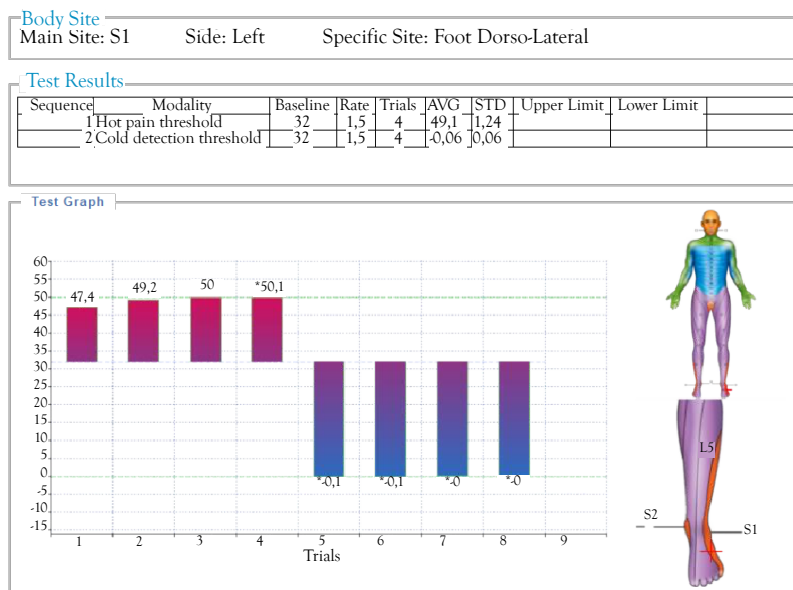 Body Site
Main Site: S1 Side: Left Specific Site: Foot Dorso-Lateral
Test Results
Sequence Modality Baseline Rate Trials AVG STD Upper Limit Lower Limit
1 Hot pain threshold 32 1,5 4 49,1 1,24
2 Cold detection threshold 32 1,5 4 -0,06 0,06
Test Graph
60
55
50
45
40
35
30
25
20
15
10
5
0
-5
-10
-15
47,4 49,2 50 *50,1
*-0,1 *-0,1 *-0 *-0
1 2 3 4 5 6 7 8 9
Trials
L5
S2
S1